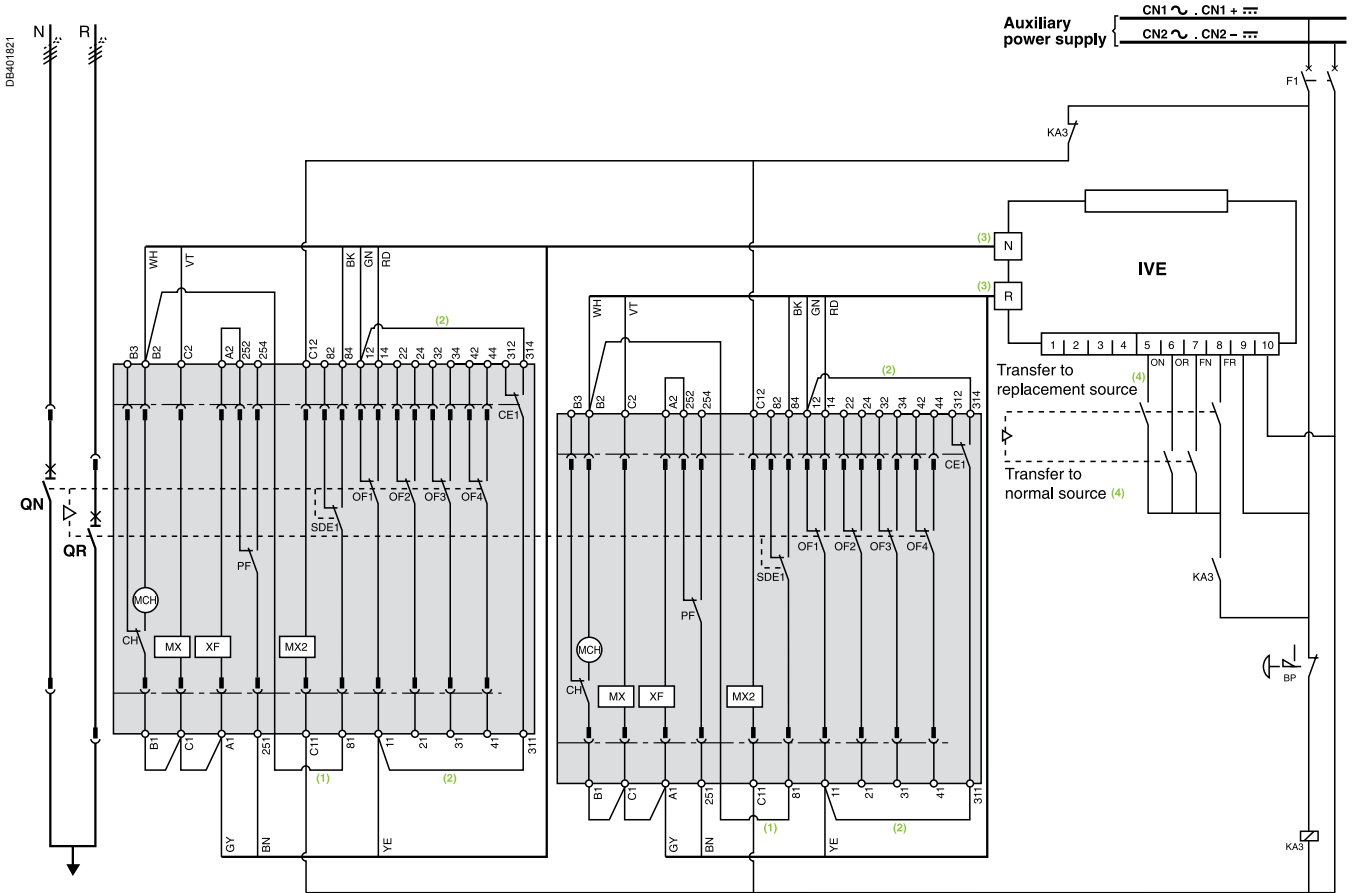 DB401821
N R
Auxiliary
power supply
CN1 ∿ . CN1 + ⎓
CN2 ∿ . CN2 – ⎓
F1
KA3
(3) N
(3) R
IVE
1 2 3 4 5 6 7 8 9 10
ON OR FN FR
Transfer to
replacement source (4)
Transfer to
normal source (4)
KA3
BP
KA3
QN
QR
WH VT BK GN RD
(2)
B3 B2 C2 A2 252 254 C12 82 84 12 14 22 24 32 34 42 44 312 314
CE1
OF1 OF2 OF3 OF4
SDE1
PF
MCH
CH MX XF MX2
B1 C1 A1 251 C11 81 11 21 31 41 311
(1) (2)
GY BN YE
WH VT BK GN RD
(2)
B3 B2 C2 A2 252 254 C12 82 84 12 14 22 24 32 34 42 44 312 314
CE1
OF1 OF2 OF3 OF4
SDE1
PF
MCH
CH MX XF MX2
B1 C1 A1 251 C11 81 11 21 31 41 311
(1) (2)
GY BN YE